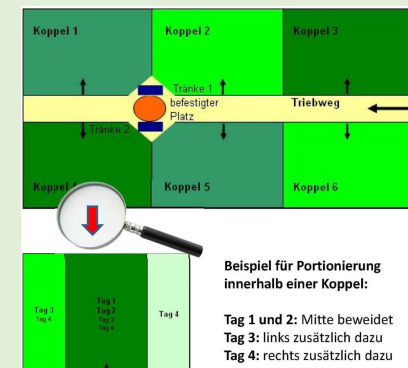 Koppel 1
Koppel 2
Koppel 3
Tränke 1
befestigter
Platz
Triebweg
Tränke 2
Koppel
Koppel 5
Koppel 6
Tag 3
Tag 4
Tag 1
Tag 2
Tag 3
Tag 4
Tag 4
Beispiel für Portionierung
innerhalb einer Koppel:
Tag 1 und 2: Mitte beweidet
Tag 3: links zusätzlich dazu
Tag 4: rechts zusätzlich dazu